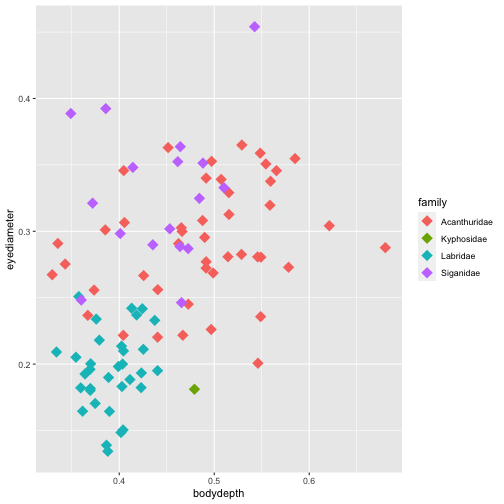 0.4
0.3
0.2
eyediameter
0.4 0.5 0.6
bodydepth
family
Acanthuridae
Kyphosidae
Labridae
Siganidae